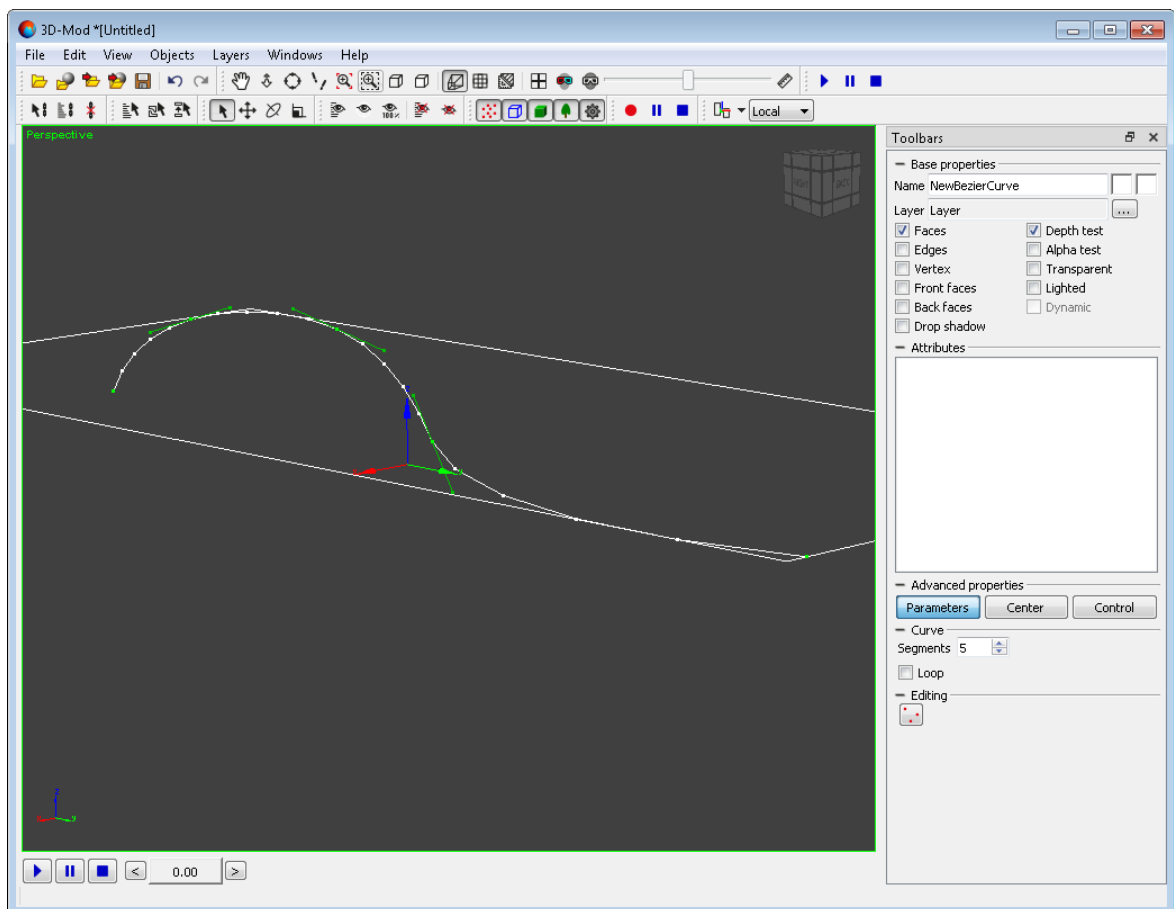 3D-Mod *[Untitled]
File Edit View Objects Layers Windows Help
100%
Local
Perspective
Toolbars
Base properties
Name NewBezierCurve
Layer Layer
...
Faces Depth test
Edges Alpha test
Vertex Transparent
Front faces Lighted
Back faces Dynamic
Drop shadow
Attributes
Advanced properties
Parameters Center Control
Curve
Segments 5
Loop
Editing
z
x y
< 0.00 >